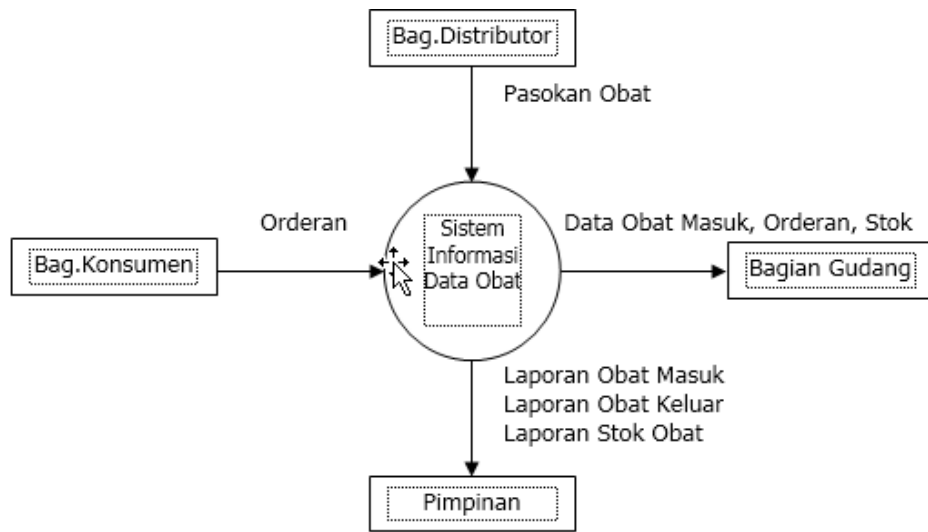 Bag.Distributor
Pasokan Obat
Orderan
Data Obat Masuk, Orderan, Stok
Bag.Konsumen
Sistem
Informasi
Data Obat
Bagian Gudang
Laporan Obat Masuk
Laporan Obat Keluar
Laporan Stok Obat
Pimpinan